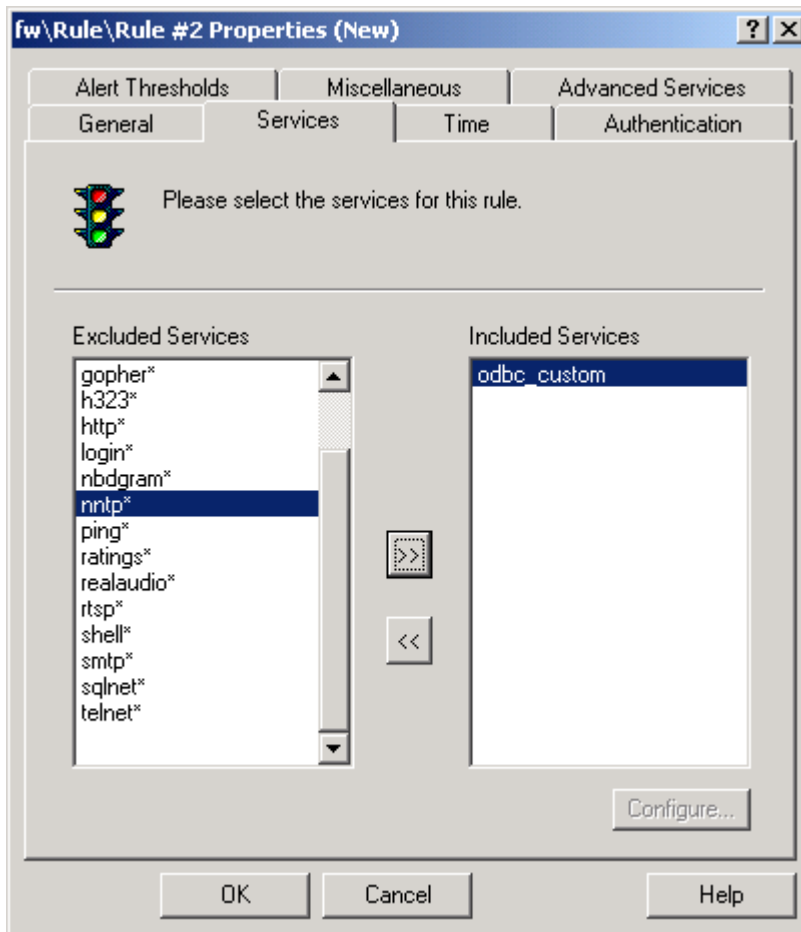 fw\Rule\Rule #2 Properties (New)
Alert Thresholds Miscellaneous Advanced Services
General Services Time Authentication
Please select the services for this rule.
Excluded Services
gopher*
h323*
http*
login*
nbdgram*
nntp*
ping*
ratings*
realaudio*
rtsp*
shell*
smtp*
sqlnet*
telnet*
>>
<<
Included Services
odbc_custom
Configure...
OK Cancel Help